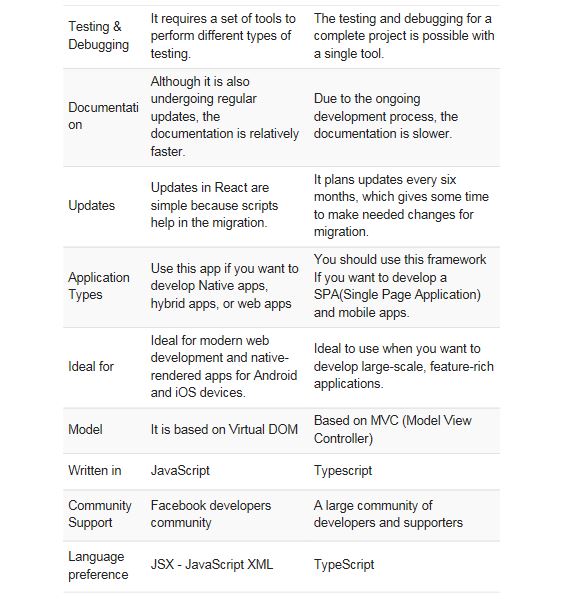 Testing &
Debugging
It requires a set of tools to
perform different types of
testing.
The testing and debugging for a
complete project is possible with
a single tool.
Documentati
on
Although it is also
undergoing regular
updates, the
documentation is relatively
faster.
Due to the ongoing
development process, the
documentation is slower.
Updates
Updates in React are
simple because scripts
help in the migration.
It plans updates every six
months, which gives some time
to make needed changes for
migration.
Application
Types
Use this app if you want to
develop Native apps,
hybrid apps, or web apps
You should use this framework
If you want to develop a
SPA(Single Page Application)
and mobile apps.
Ideal for
Ideal for modern web
development and native-
rendered apps for Android
and iOS devices.
Ideal to use when you want to
develop large-scale, feature-rich
applications.
Model
It is based on Virtual DOM
Based on MVC (Model View
Controller)
Written in
JavaScript
Typescript
Community
Support
Facebook developers
community
A large community of
developers and supporters
Language
preference
JSX - JavaScript XML
TypeScript